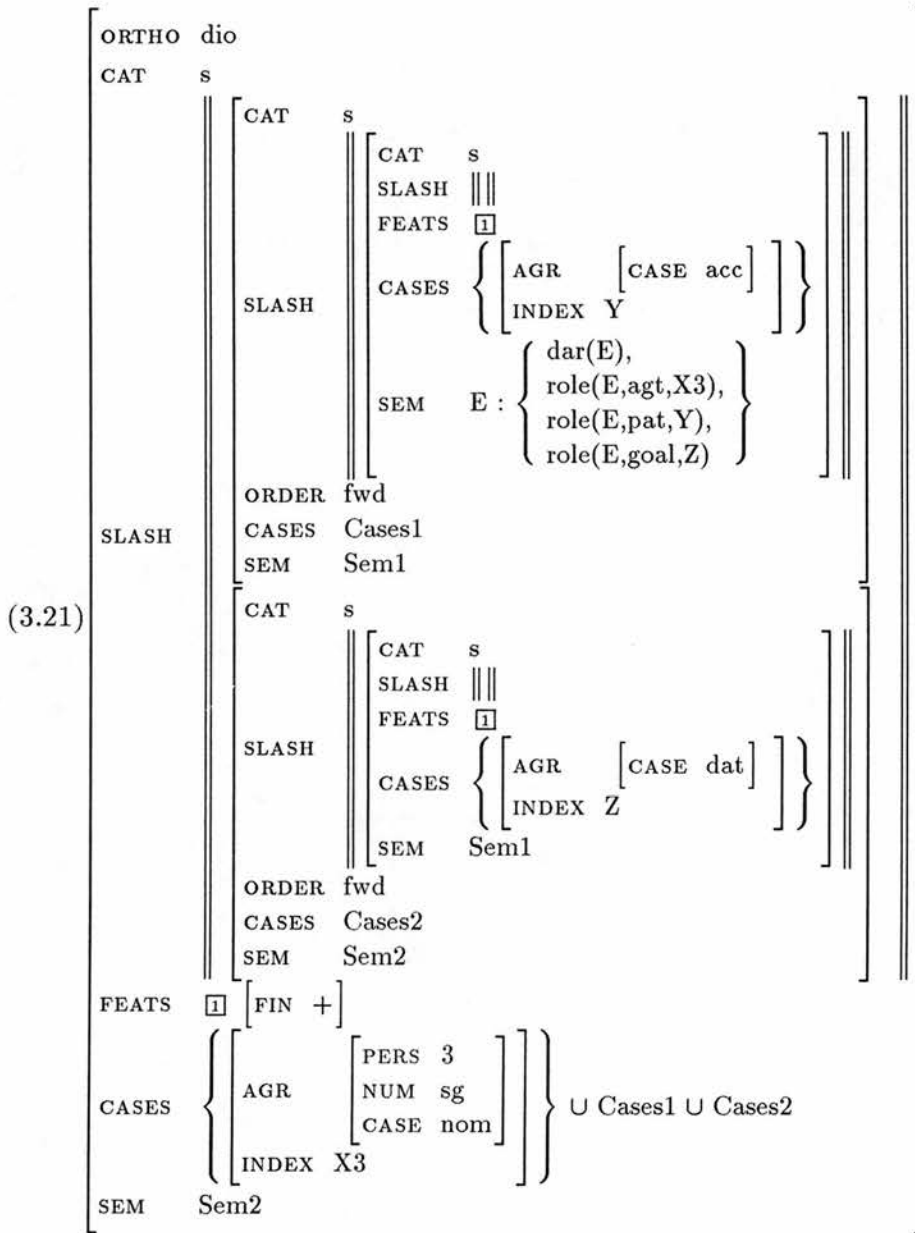 ORTHO dio
CAT s
CAT s
CAT s
SLASH
FEATS 1
CASES { [ AGR [CASE acc]
INDEX Y ] }
SLASH
SEM E : { dar(E),
role(E,agt,X3),
role(E,pat,Y),
role(E,goal,Z) }
ORDER fwd
CASES Cases1
SEM Sem1
SLASH
(3.21)
CAT s
CAT s
SLASH
FEATS 1
SLASH
CASES { [ AGR [CASE dat]
INDEX Z ] }
SEM Sem1
ORDER fwd
CASES Cases2
SEM Sem2
FEATS 1 [FIN +]
CASES { [ AGR [ PERS 3
NUM sg
CASE nom ]
INDEX X3 ] } ∪ Cases1 ∪ Cases2
SEM Sem2